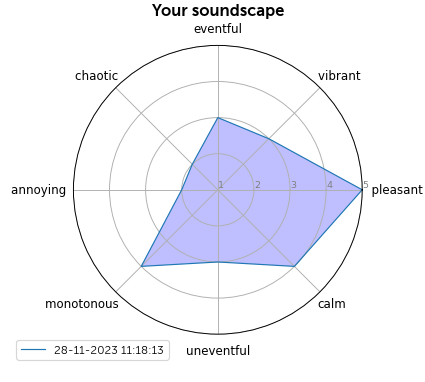 Your soundscape
eventful
chaotic
vibrant
annoying
1
2
3
4
5
pleasant
monotonous
calm
uneventful
28-11-2023 11:18:13